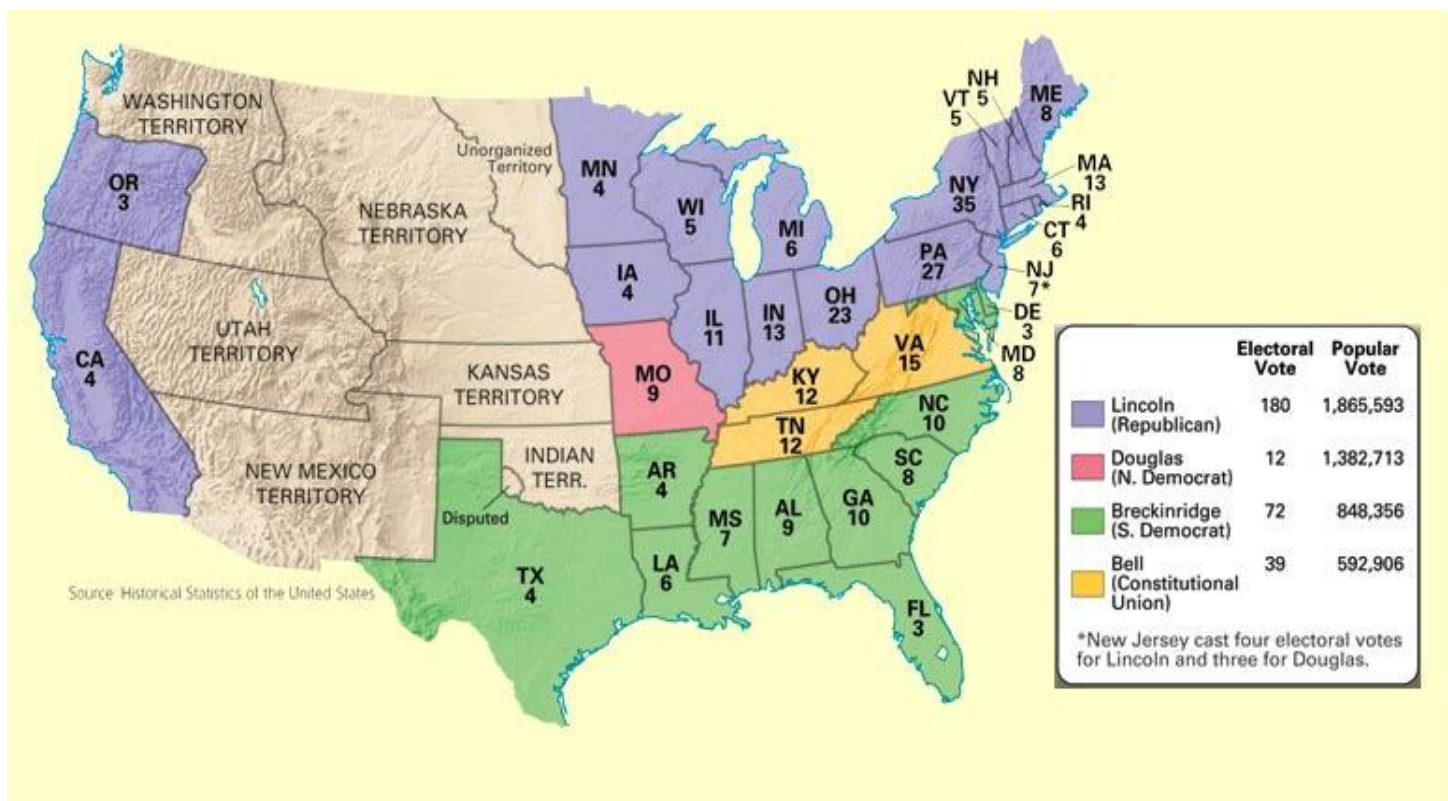 WASHINGTON
TERRITORY
OR
3
CA
4
UTAH
TERRITORY
NEW MEXICO
TERRITORY
NEBRASKA
TERRITORY
Unorganized
Territory
KANSAS
TERRITORY
INDIAN
TERR.
Disputed
TX
4
MN
4
IA
4
MO
9
AR
4
LA
6
WI
5
IL
11
MI
6
IN
13
OH
23
KY
12
TN
12
MS
7
AL
9
GA
10
FL
3
SC
8
NC
10
VA
15
PA
27
NY
35
VT
5
NH
5
ME
8
MA
13
RI
4
CT
6
NJ
7*
DE
3
MD
8
Source Historical Statistics of the United States
Electoral Popular
Vote Vote
Lincoln 180 1,865,593
(Republican)
Douglas 12 1,382,713
(N. Democrat)
Breckinridge 72 848,356
(S. Democrat)
Bell 39 592,906
(Constitutional
Union)
*New Jersey cast four electoral votes
for Lincoln and three for Douglas.